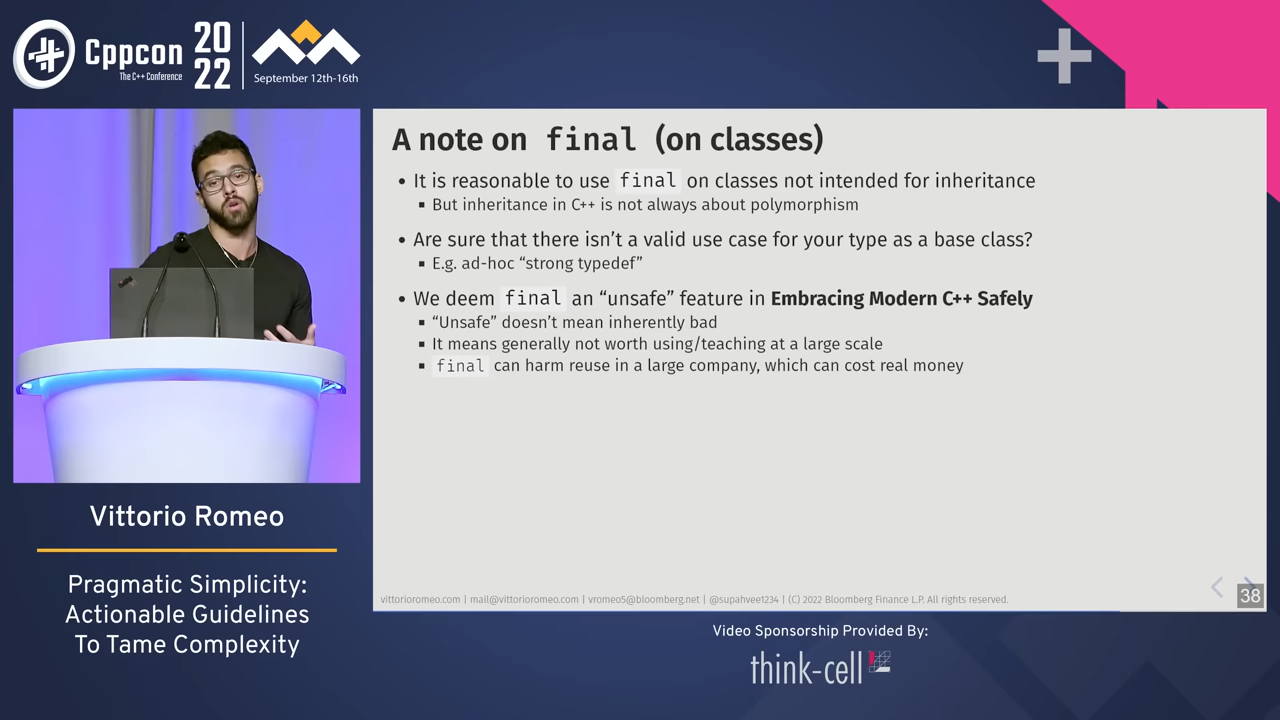 Cppcon
The C++ Conference
20
22
September 12th-16th
A note on final (on classes)
• It is reasonable to use final on classes not intended for inheritance
▪ But inheritance in C++ is not always about polymorphism
• Are sure that there isn't a valid use case for your type as a base class?
▪ E.g. ad-hoc “strong typedef”
• We deem final an “unsafe” feature in Embracing Modern C++ Safely
▪ “Unsafe” doesn't mean inherently bad
▪ It means generally not worth using/teaching at a large scale
▪ final can harm reuse in a large company, which can cost real money
vittorioromeo.com | mail@vittorioromeo.com | vromeo5@bloomberg.net | @supahvee1234 | (C) 2022 Bloomberg Finance L.P. All rights reserved.
38
Vittorio Romeo
Pragmatic Simplicity:
Actionable Guidelines
To Tame Complexity
Video Sponsorship Provided By:
think-cell